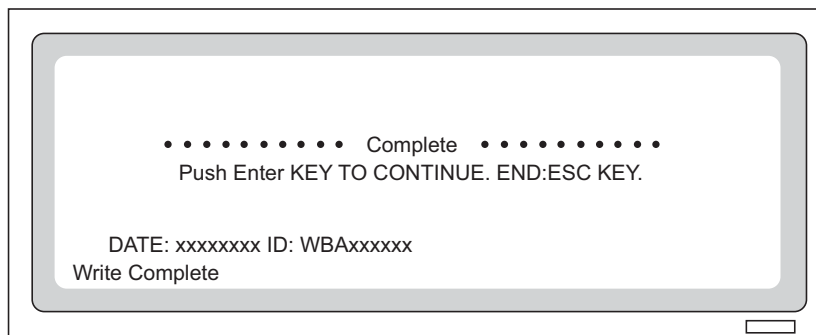 • • • • • • • • • • Complete • • • • • • • • • •
Push Enter KEY TO CONTINUE. END:ESC KEY.
DATE: xxxxxxxx ID: WBAxxxxxx
Write Complete